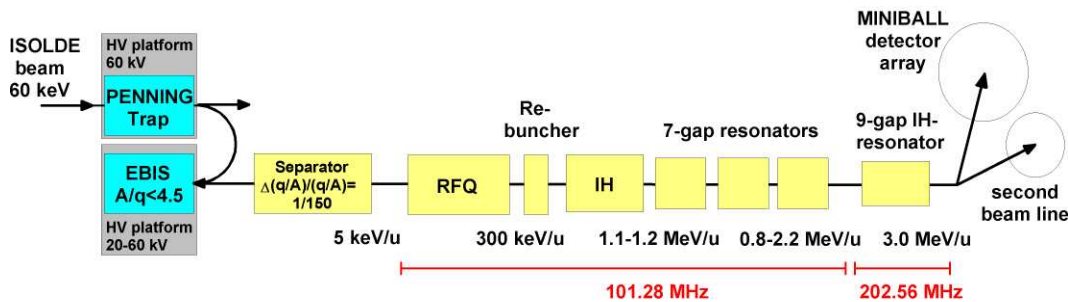 ISOLDE
beam
60 keV
HV platform
60 kV
PENNING
Trap
EBIS
A/q<4.5
HV platform
20-60 kV
Separator
Δ(q/A)/(q/A)=
1/150
RFQ
Re-
buncher
IH
7-gap resonators
9-gap IH-
resonator
MINIBALL
detector
array
second
beam line
5 keV/u
300 keV/u
1.1-1.2 MeV/u
0.8-2.2 MeV/u
3.0 MeV/u
101.28 MHz
202.56 MHz